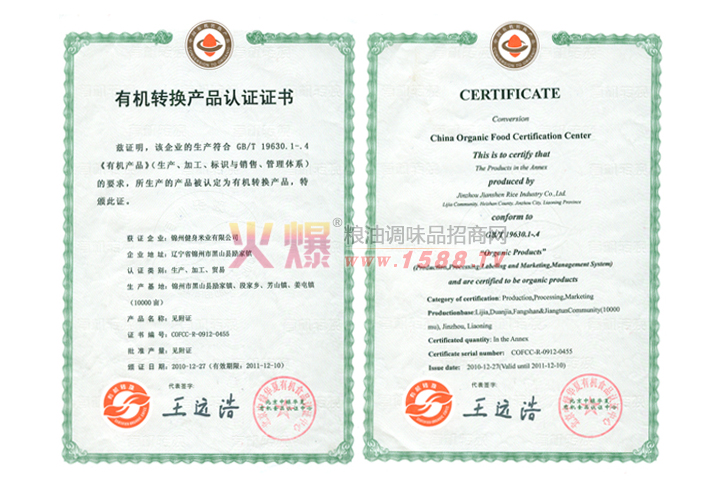 有机转换产品认证证书
兹证明，该企业的生产符合 GB/T 19630.1-.4
《有机产品》（生产、加工、标识与销售、管理体系）
的要求，所生产的产品被认定为有机转换产品，特
颁此证。
获证企业：锦州健身米业有限公司
企业地址：辽宁省锦州市黑山县励家镇
认证类别：生产、加工、贸易
生产基地：锦州市黑山县励家镇、段家乡、芳山镇、姜屯镇
（10000亩）
产品名称：见附证
证书编号：COFCC-R-0912-0455
批准产量：见附证
颁证日期：2010-12-27（有效期限：2011-12-10）
代表签字：
王远浩
CERTIFICATE
Conversion
China Organic Food Certification Center
This is to certify that
The Products in the Annex
produced by
Jinzhou Jianshen Rice Industry Co.,Ltd.
Lijia Community, Heishan County, Jinzhou City, Liaoning Province
conform to
GB/T 19630.1-.4
"Organic Products"
(Production,Processing,Labeling and Marketing,Management System)
and are certified to be organic products
Category of certification: Production,Processing,Marketing
Productionbase:Lijia,Duanjia,Fangshan&JiangtunCommunity(10000
mu), Jinzhou, Liaoning
Certificated quantity: In the Annex
Certificate serial number: COFCC-R-0912-0455
Issue date: 2010-12-27(Valid until 2011-12-10)
代表签字：
王远浩
火爆®粮油调味品招商网
www.1588.tv